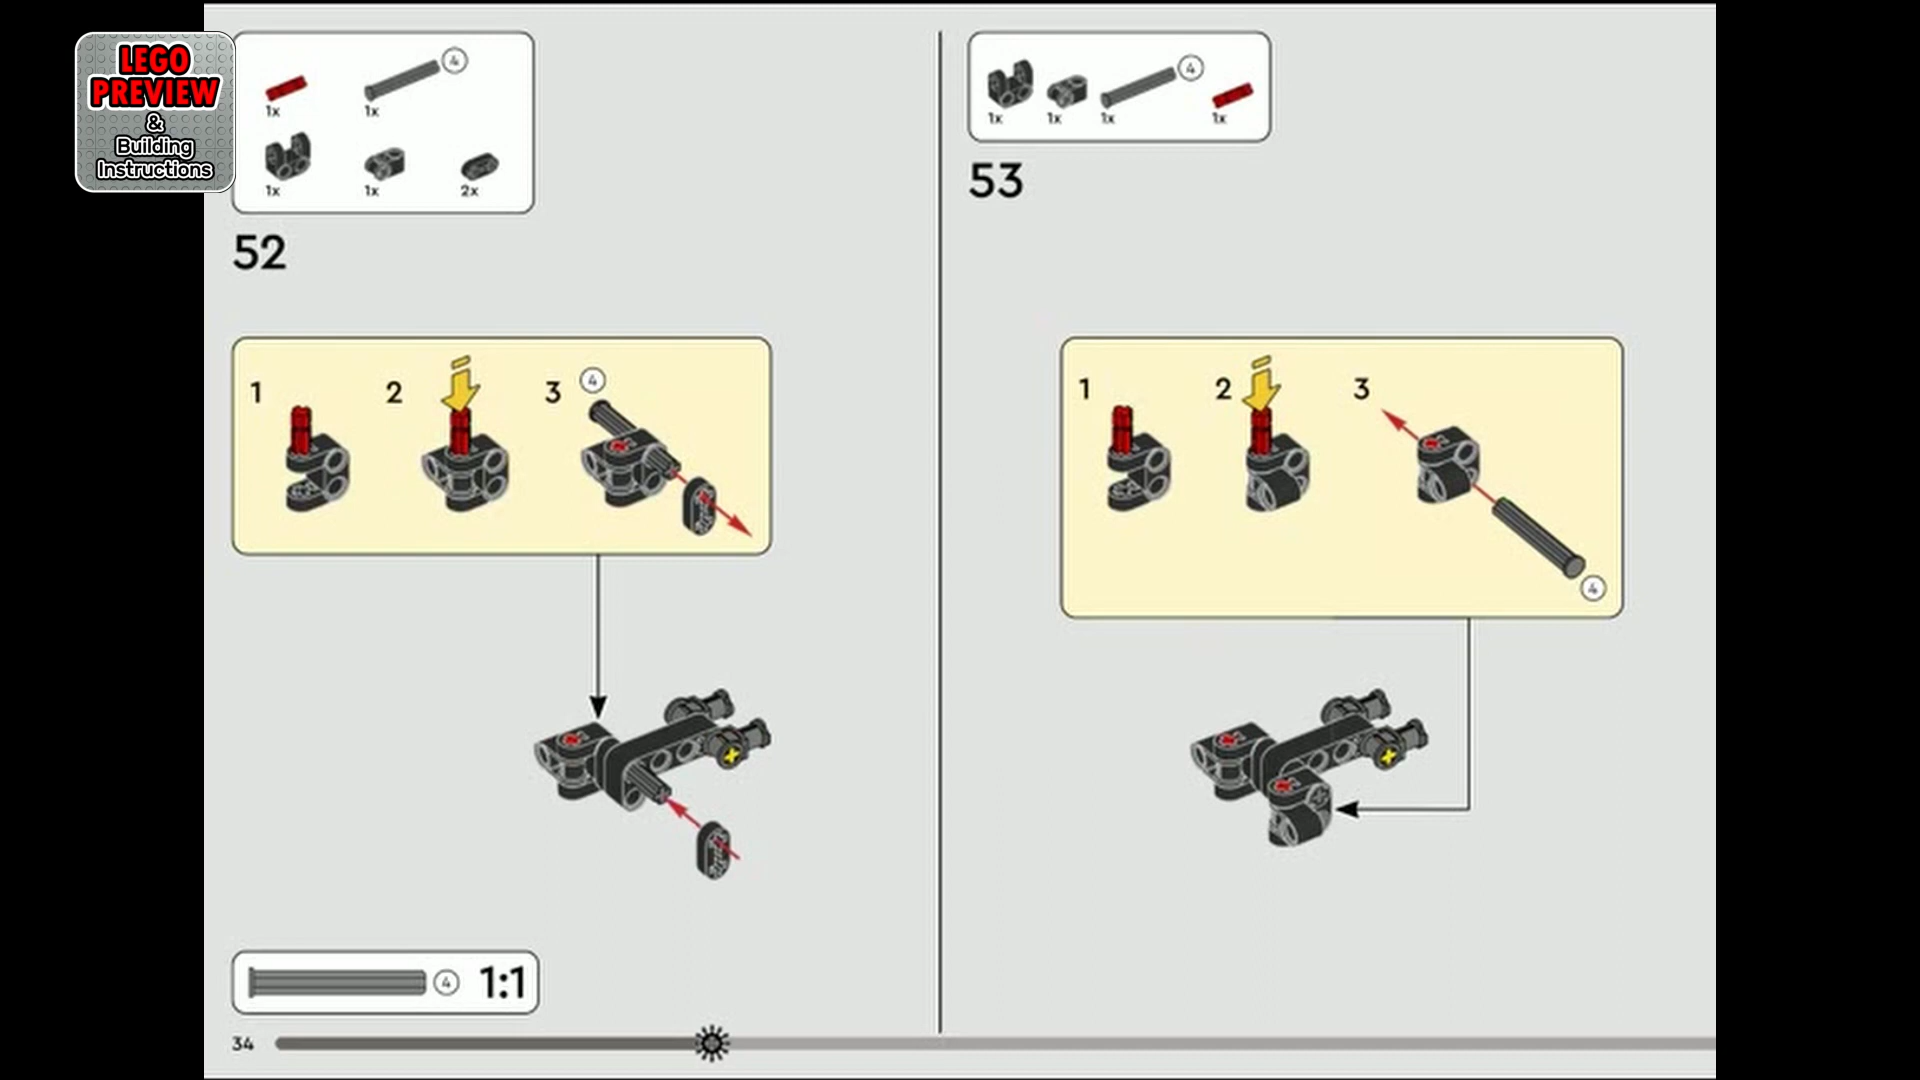 LEGO
PREVIEW
&
Building
Instructions
4
1x 1x
1x 1x 2x
52
1 2 3 4
4 1:1
34
4
1x 1x 1x 1x
53
1 2 3
4